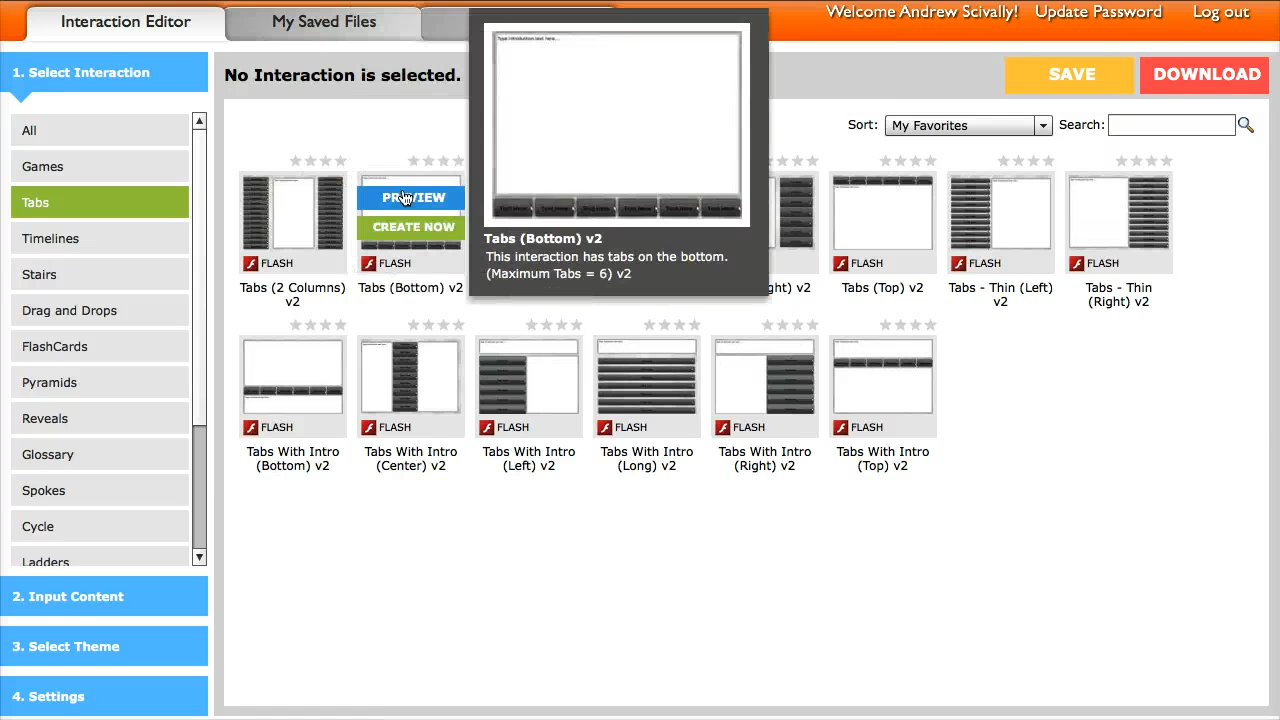 Interaction Editor
My Saved Files
Welcome Andrew Scivally!
Update Password
Log out
1. Select Interaction
No Interaction is selected.
SAVE
DOWNLOAD
All
Games
Tabs
Timelines
Stairs
Drag and Drops
FlashCards
Pyramids
Reveals
Glossary
Spokes
Cycle
Ladders
2. Input Content
3. Select Theme
4. Settings
Sort:
My Favorites
Search:
Type introduction text here...
Tabs (Bottom) v2
This interaction has tabs on the bottom.
(Maximum Tabs = 6) v2
PREVIEW
CREATE NOW
FLASH
FLASH
FLASH
FLASH
FLASH
Tabs (2 Columns)
v2
Tabs (Bottom) v2
Tabs (Top) v2
Tabs - Thin (Left)
v2
Tabs - Thin
(Right) v2
FLASH
FLASH
FLASH
FLASH
FLASH
FLASH
Tabs With Intro
(Bottom) v2
Tabs With Intro
(Center) v2
Tabs With Intro
(Left) v2
Tabs With Intro
(Long) v2
Tabs With Intro
(Right) v2
Tabs With Intro
(Top) v2